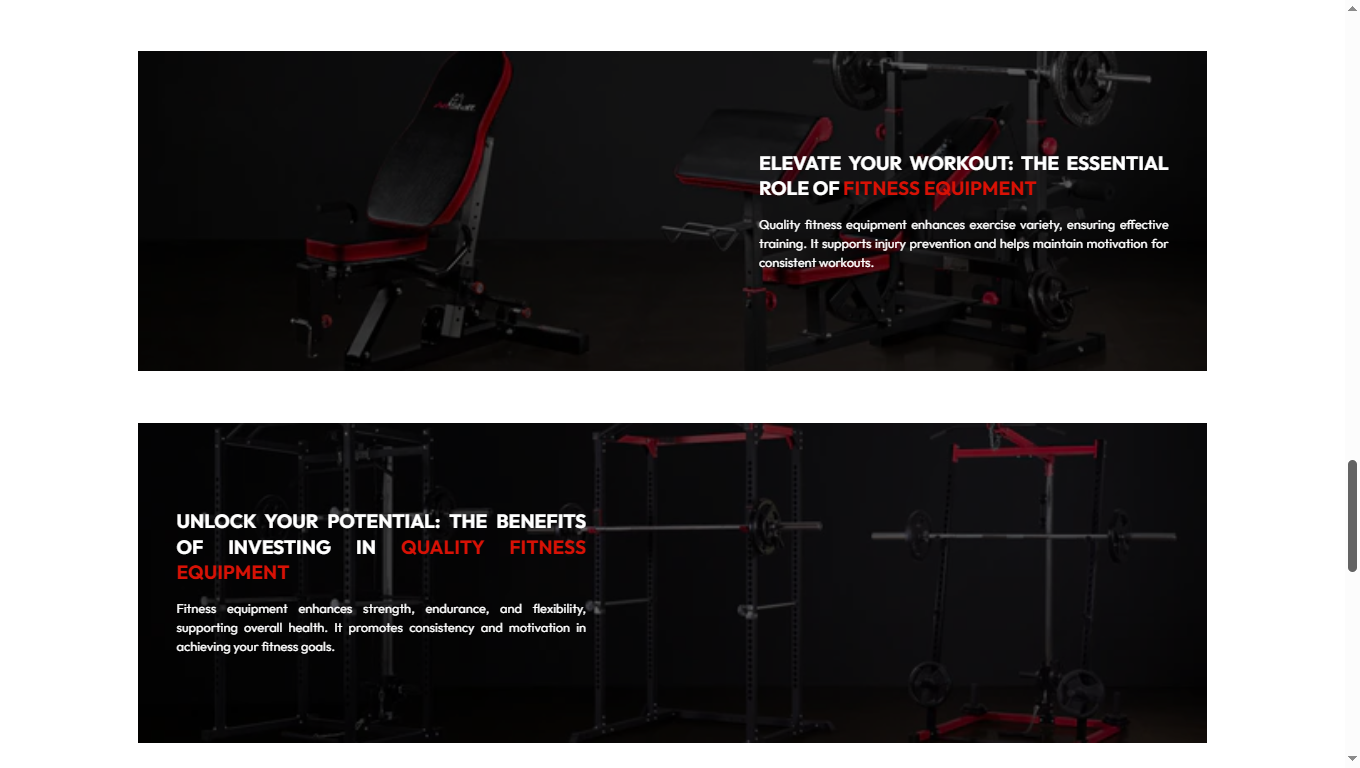 ELEVATE YOUR WORKOUT: THE ESSENTIAL
ROLE OF FITNESS EQUIPMENT
Quality fitness equipment enhances exercise variety, ensuring effective
training. It supports injury prevention and helps maintain motivation for
consistent workouts.
UNLOCK YOUR POTENTIAL: THE BENEFITS
OF INVESTING IN QUALITY FITNESS
EQUIPMENT
Fitness equipment enhances strength, endurance, and flexibility,
supporting overall health. It promotes consistency and motivation in
achieving your fitness goals.